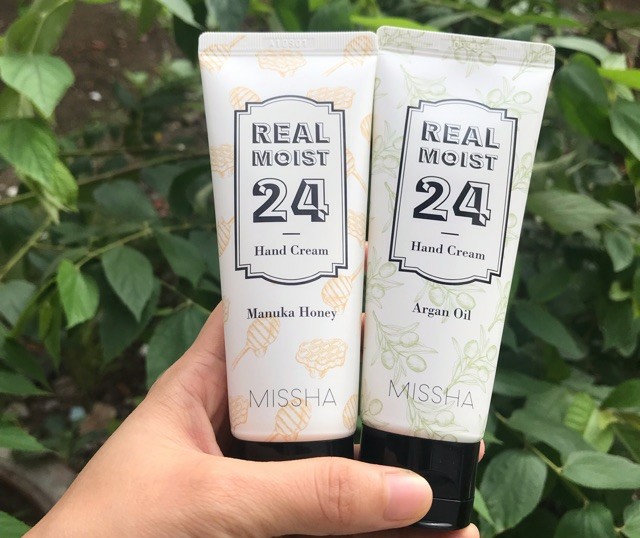 REAL
MOIST
24
Hand Cream
Manuka Honey
MISSHA
REAL
MOIST
24
Hand Cream
Argan Oil
MISSHA